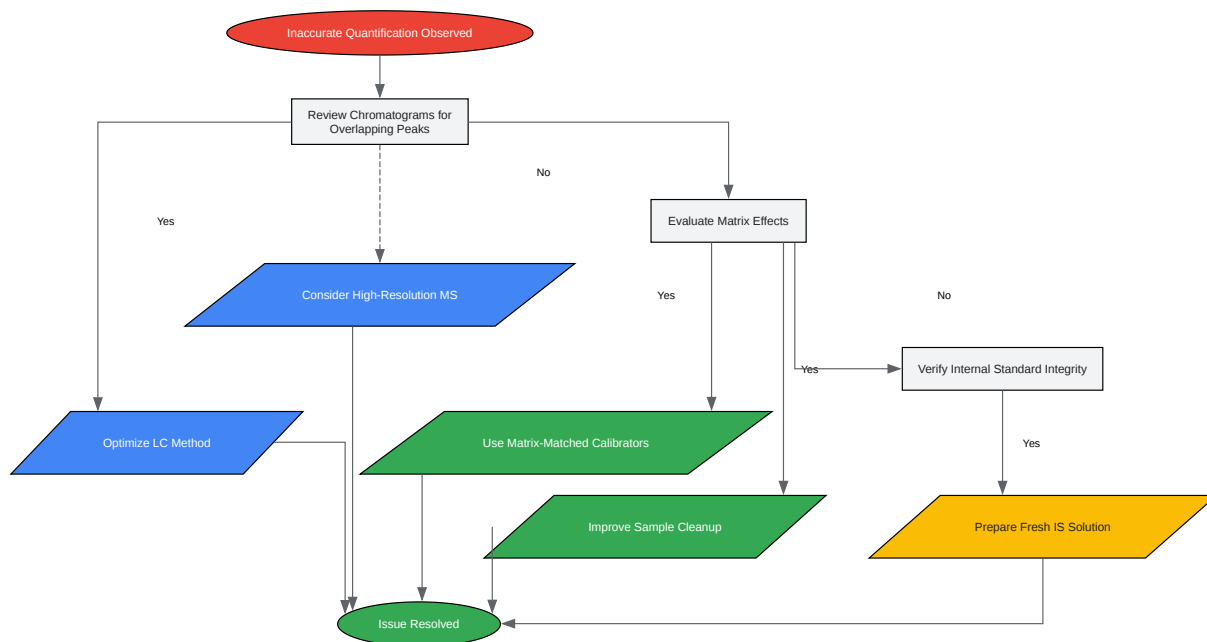 Inaccurate Quantification Observed
Review Chromatograms for
Overlapping Peaks
No
Yes
Evaluate Matrix Effects
Consider High-Resolution MS
Yes
No
Yes
Verify Internal Standard Integrity
Optimize LC Method
Use Matrix-Matched Calibrators
Yes
Improve Sample Cleanup
Prepare Fresh IS Solution
Issue Resolved